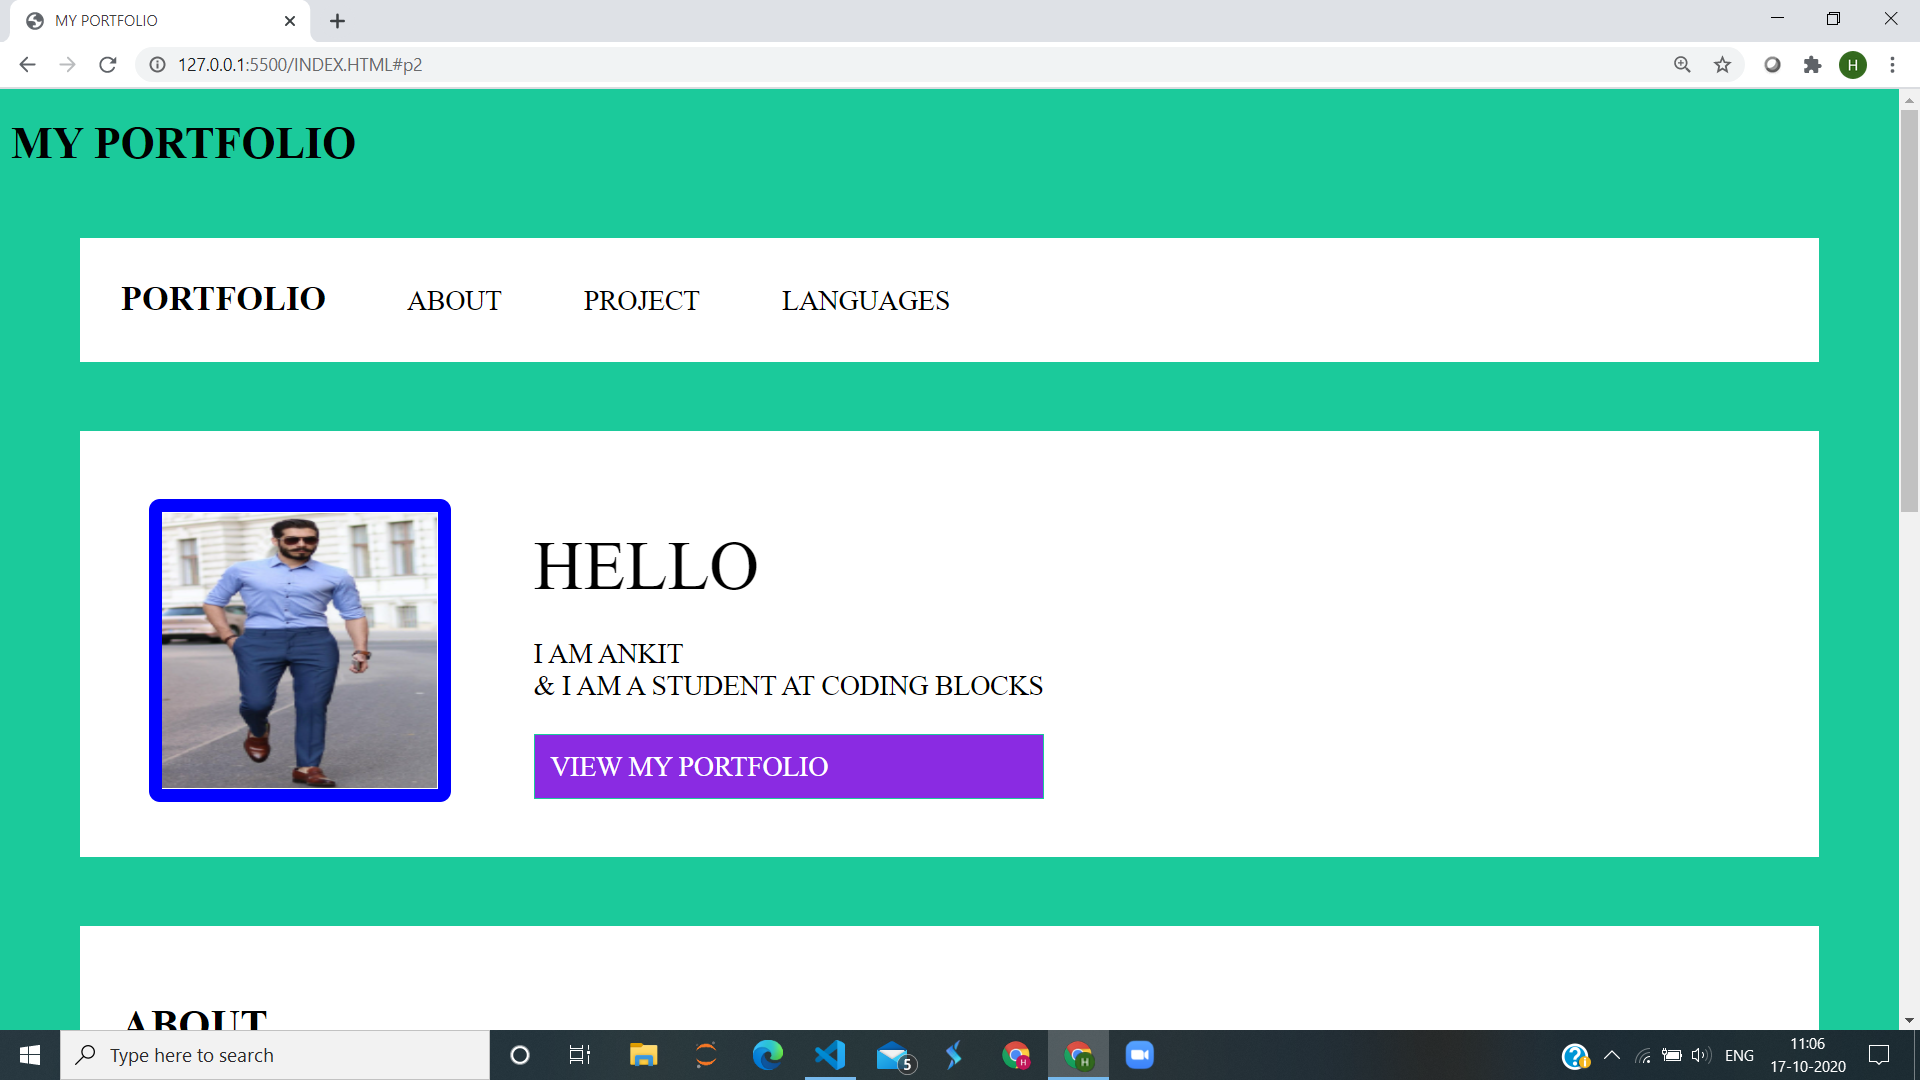 MY PORTFOLIO
127.0.0.1:5500/INDEX.HTML#p2
H
MY PORTFOLIO
PORTFOLIO ABOUT PROJECT LANGUAGES
HELLO
I AM ANKIT
& I AM A STUDENT AT CODING BLOCKS
VIEW MY PORTFOLIO
ABOUT
Type here to search
5
H
H
ENG
11:06
17-10-2020